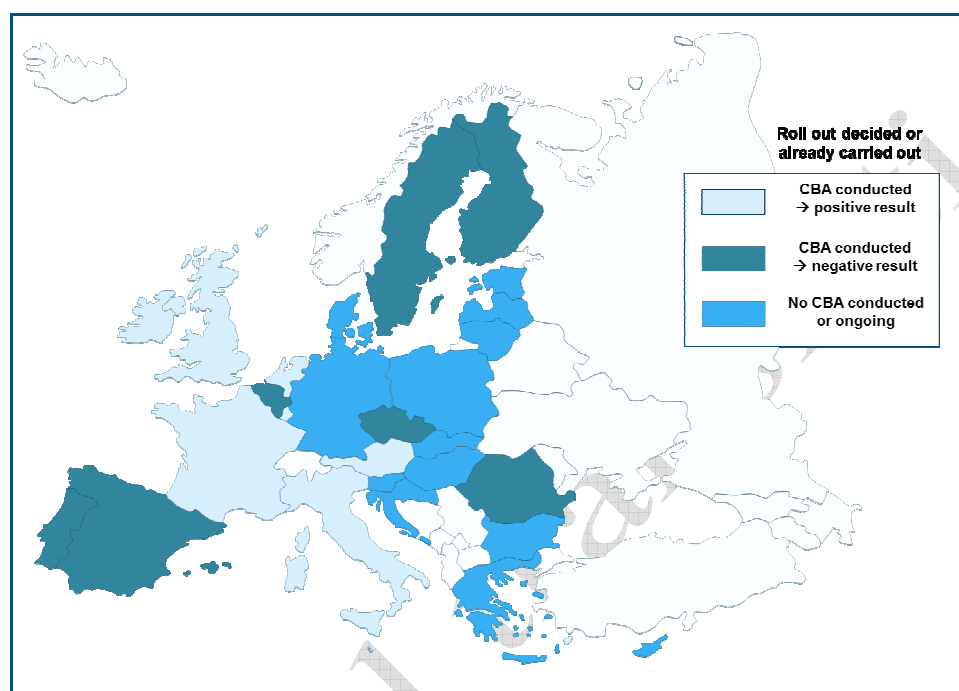 Roll out decided or
already carried out
CBA conducted
→ positive result
CBA conducted
→ negative result
No CBA conducted
or ongoing